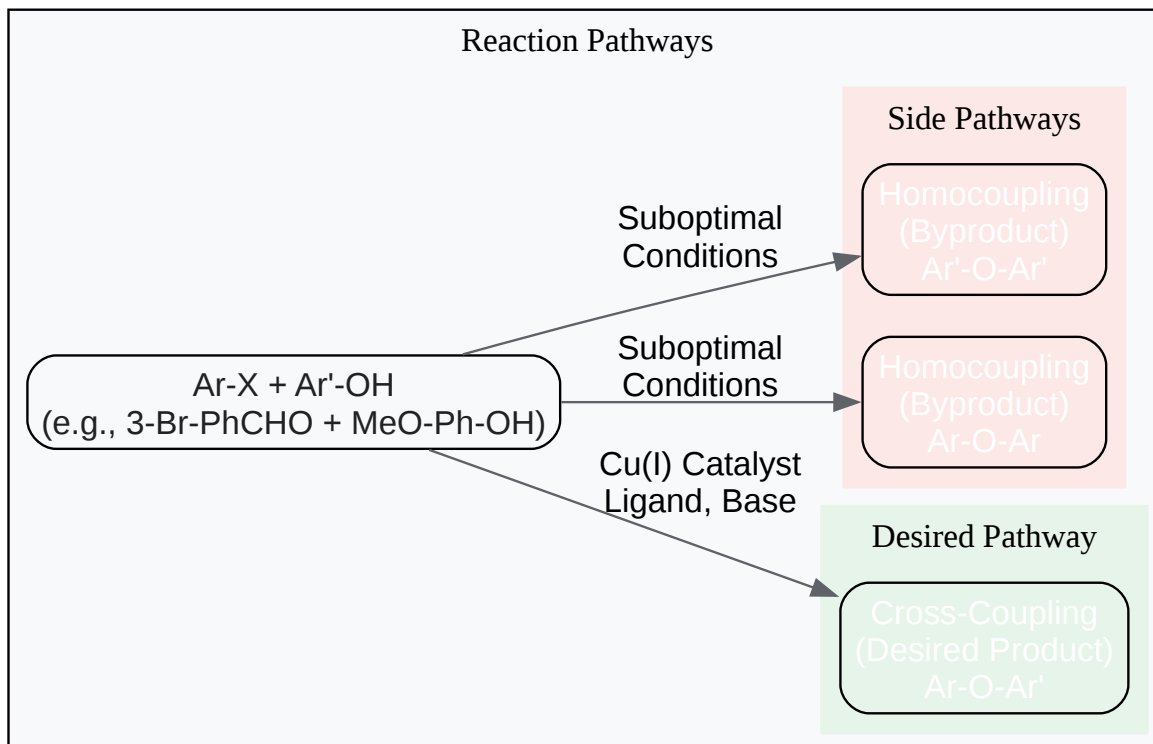 Reaction Pathways
Side Pathways
Homocoupling
(Byproduct)
Ar'-O-Ar'
Suboptimal
Conditions
Suboptimal
Conditions
Homocoupling
(Byproduct)
Ar-O-Ar
Ar-X + Ar'-OH
(e.g., 3-Br-PhCHO + MeO-Ph-OH)
Cu(I) Catalyst
Ligand, Base
Desired Pathway
Cross-Coupling
(Desired Product)
Ar-O-Ar'